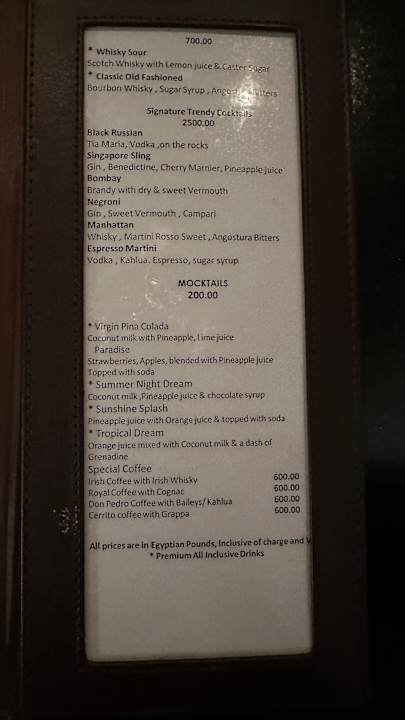 700.00
* Whisky Sour
Scotch Whisky with Lemon juice & Caster Sugar
* Classic Old Fashioned
Bourbon Whisky , Sugar Syrup , Angostura Bitters
Signature Trendy Cocktails
2500.00
Black Russian
Tia Maria, Vodka ,on the rocks
Singapore Sling
Gin , Benedictine, Cherry Marnier, Pineapple juice
Bombay
Brandy with dry & sweet Vermouth
Negroni
Gin , Sweet Vermouth , Campari
Manhattan
Whisky , Martini Rosso Sweet , Angostura Bitters
Espresso Martini
Vodka , Kahlua, Espresso, sugar syrup
MOCKTAILS
200.00
* Virgin Pina Colada
Coconut milk with Pineapple, Lime juice
Paradise
Strawberries, Apples, blended with Pineapple juice
Topped with soda
* Summer Night Dream
Coconut milk ,Pineapple juice & chocolate syrup
* Sunshine Splash
Pineapple juice with Orange juice & topped with soda
* Tropical Dream
Orange juice mixed with Coconut milk & a dash of
Grenadine
Special Coffee
Irish Coffee with Irish Whisky 600.00
Royal Coffee with Cognac 600.00
Don Pedro Coffee with Baileys/ Kahlua 600.00
Cerrito coffee with Grappa 600.00
All prices are in Egyptian Pounds, Inclusive of charge and
* Premium All Inclusive Drinks